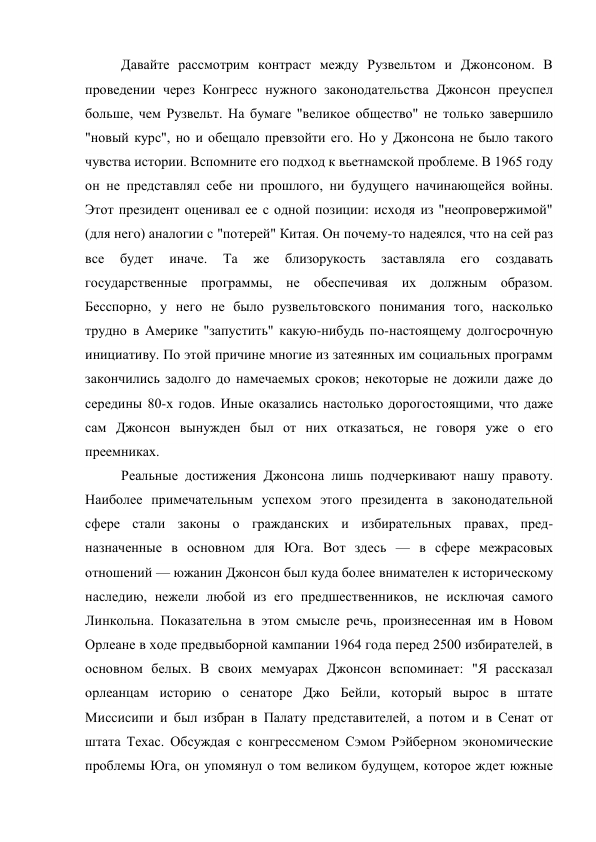 Давайте рассмотрим контраст между Рузвельтом и Джонсоном. В
проведении через Конгресс нужного законодательства Джонсон преуспел
больше, чем Рузвельт. На бумаге "великое общество" не только завершило
"новый курс", но и обещало превзойти его. Но у Джонсона не было такого
чувства истории. Вспомните его подход к вьетнамской проблеме. В 1965 году
он не представлял себе ни прошлого, ни будущего начинающейся войны.
Этот президент оценивал ее с одной позиции: исходя из "неопровержимой"
(для него) аналогии с "потерей" Китая. Он почему-то надеялся, что на сей раз
все будет иначе. Та же близорукость заставляла его создавать
государственные программы, не обеспечивая их должным образом.
Бесспорно, у него не было рузвельтовского понимания того, насколько
трудно в Америке "запустить" какую-нибудь по-настоящему долгосрочную
инициативу. По этой причине многие из затеянных им социальных программ
закончились задолго до намечаемых сроков; некоторые не дожили даже до
середины 80-х годов. Иные оказались настолько дорогостоящими, что даже
сам Джонсон вынужден был от них отказаться, не говоря уже о его
преемниках.
Реальные достижения Джонсона лишь подчеркивают нашу правоту.
Наиболее примечательным успехом этого президента в законодательной
сфере стали законы о гражданских и избирательных правах, пред-
назначенные в основном для Юга. Вот здесь — в сфере межрасовых
отношений — южанин Джонсон был куда более внимателен к историческому
наследию, нежели любой из его предшественников, не исключая самого
Линкольна. Показательна в этом смысле речь, произнесенная им в Новом
Орлеане в ходе предвыборной кампании 1964 года перед 2500 избирателей, в
основном белых. В своих мемуарах Джонсон вспоминает: "Я рассказал
орлеанцам историю о сенаторе Джо Бейли, который вырос в штате
Миссисипи и был избран в Палату представителей, а потом и в Сенат от
штата Техас. Обсуждая с конгрессменом Сэмом Рэйберном экономические
проблемы Юга, он упомянул о том великом будущем, которое ждет южные